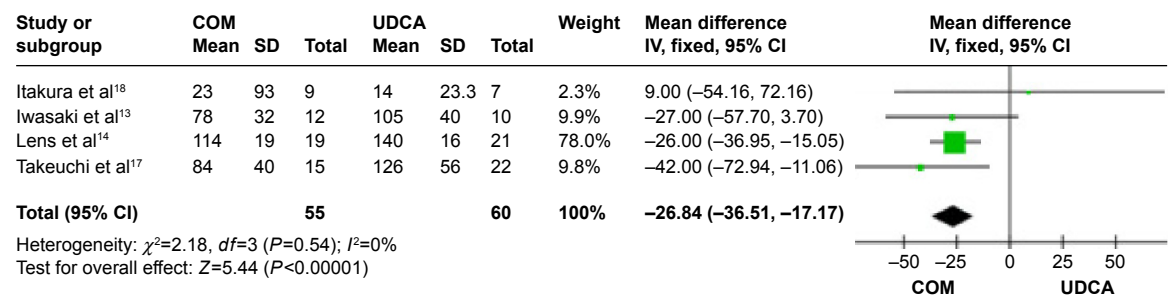 Study or COM UDCA Weight Mean difference Mean difference
subgroup Mean SD Total Mean SD Total IV, fixed, 95% CI IV, fixed, 95% CI
Itakura et al¹⁸ 23 93 9 14 23.3 7 2.3% 9.00 (–54.16, 72.16)
Iwasaki et al¹³ 78 32 12 105 40 10 9.9% –27.00 (–57.70, 3.70)
Lens et al¹⁴ 114 19 19 140 16 21 78.0% –26.00 (–36.95, –15.05)
Takeuchi et al¹⁷ 84 40 15 126 56 22 9.8% –42.00 (–72.94, –11.06)
Total (95% CI) 55 60 100% –26.84 (–36.51, –17.17)
Heterogeneity: χ²=2.18, df=3 (P=0.54); I²=0%
Test for overall effect: Z=5.44 (P<0.00001)
–50 –25 0 25 50
COM UDCA